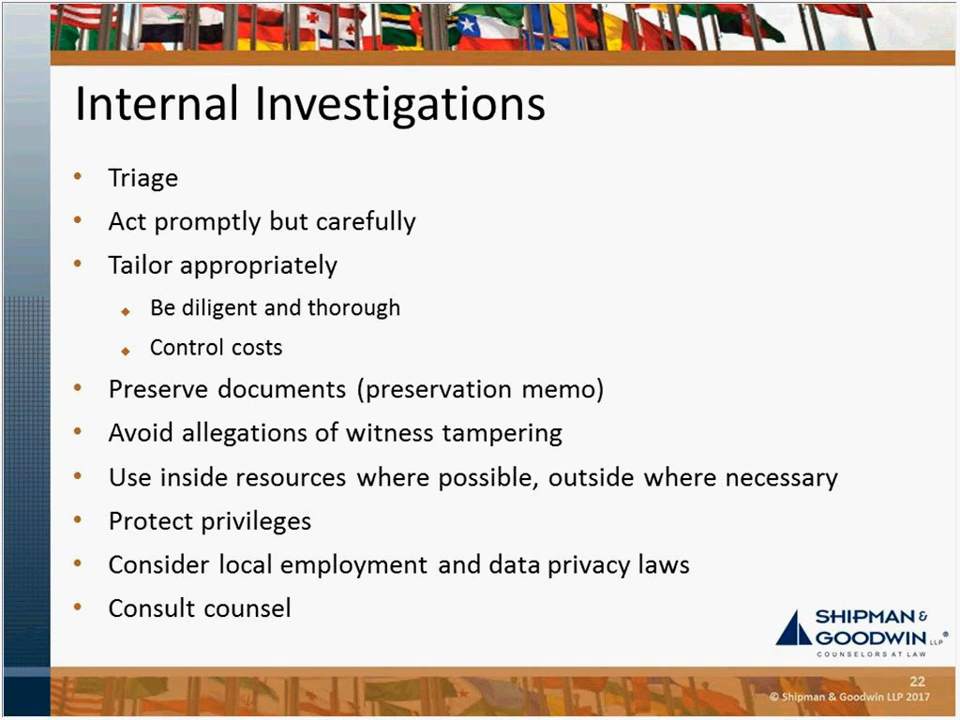 Internal Investigations
• Triage
• Act promptly but carefully
• Tailor appropriately
◆ Be diligent and thorough
◆ Control costs
• Preserve documents (preservation memo)
• Avoid allegations of witness tampering
• Use inside resources where possible, outside where necessary
• Protect privileges
• Consider local employment and data privacy laws
• Consult counsel
SHIPMAN &
GOODWIN LLP®
COUNSELORS AT LAW
22
© Shipman & Goodwin LLP 2017